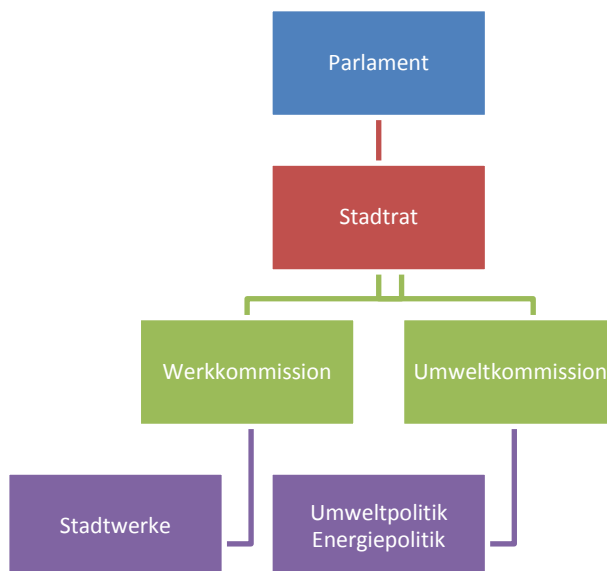 Parlament
Stadtrat
Werkkommission
Umweltkommission
Stadtwerke
Umweltpolitik
Energiepolitik